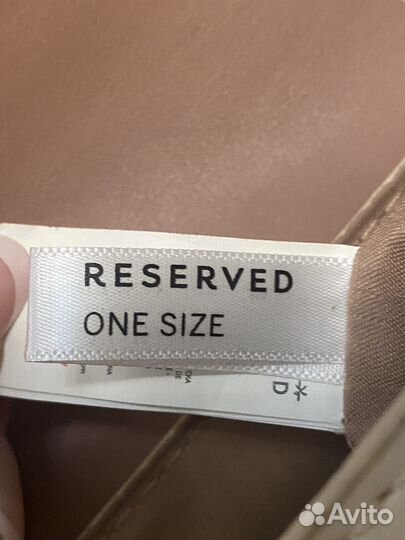 RESERVED
ONE SIZE
D
Avito